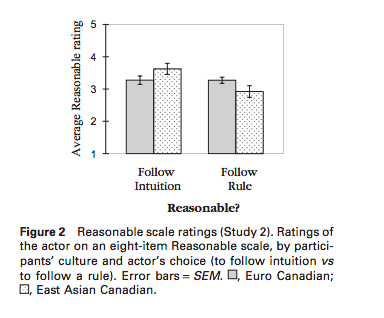 Average Reasonable rating
5
4
3
2
1
Follow Intuition
Follow Rule
Reasonable?
Figure 2 Reasonable scale ratings (Study 2). Ratings of
the actor on an eight-item Reasonable scale, by partici-
pants' culture and actor's choice (to follow intuition vs
to follow a rule). Error bars = SEM. , Euro Canadian;
, East Asian Canadian.